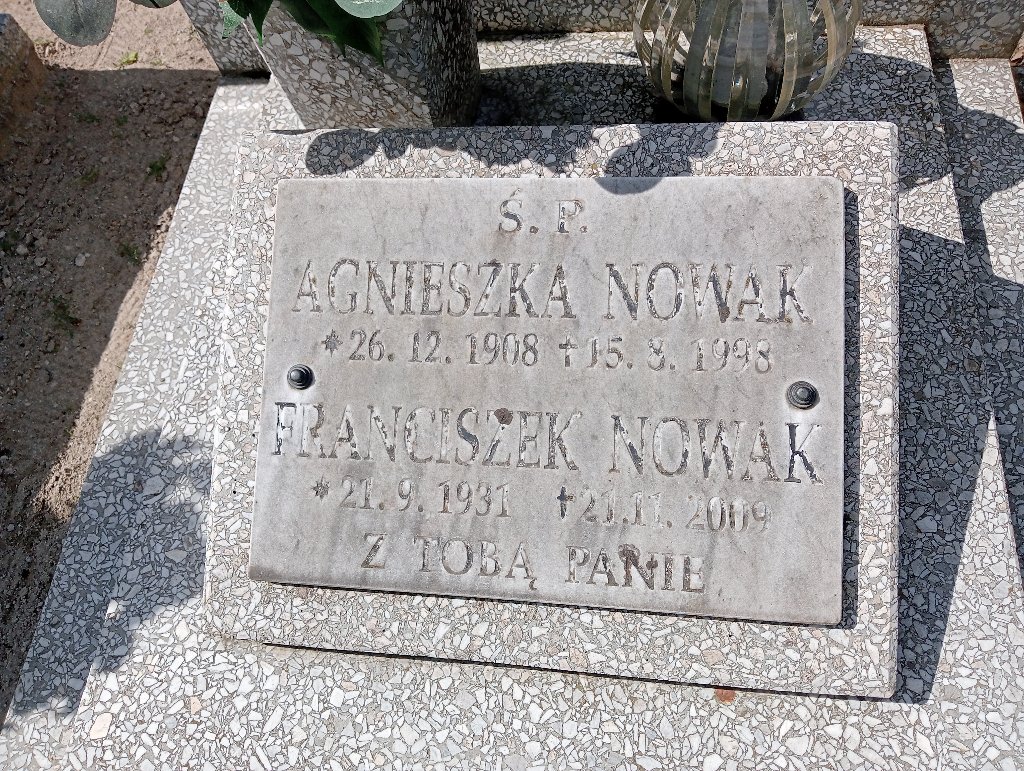 Ś. P.
AGNIESZKA NOWAK
*26. 12. 1908 †15. 8. 1998
FRANCISZEK NOWAK
*21. 9. 1931 †21. 11. 2009
Z TOBĄ PANIE